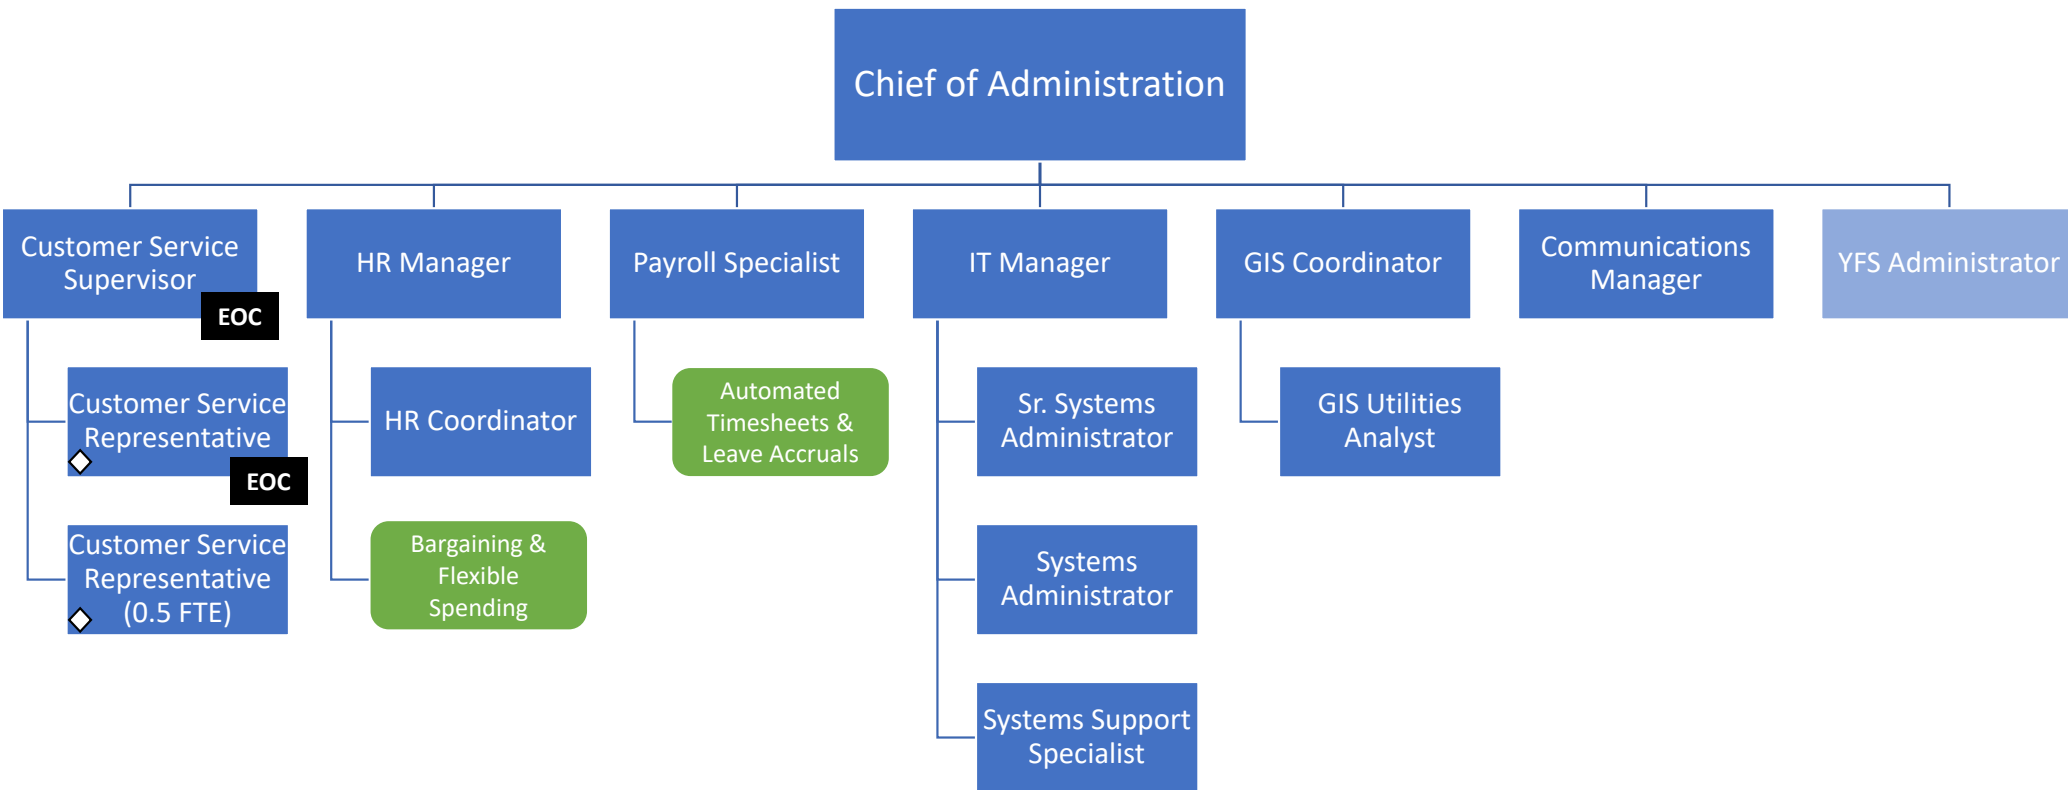 Chief of Administration
Customer Service
Supervisor
EOC
HR Manager
Payroll Specialist
IT Manager
GIS Coordinator
Communications
Manager
YFS Administrator
Customer Service
Representative
EOC
HR Coordinator
Automated
Timesheets &
Leave Accruals
Sr. Systems
Administrator
GIS Utilities
Analyst
Customer Service
Representative
(0.5 FTE)
Bargaining &
Flexible
Spending
Systems
Administrator
Systems Support
Specialist